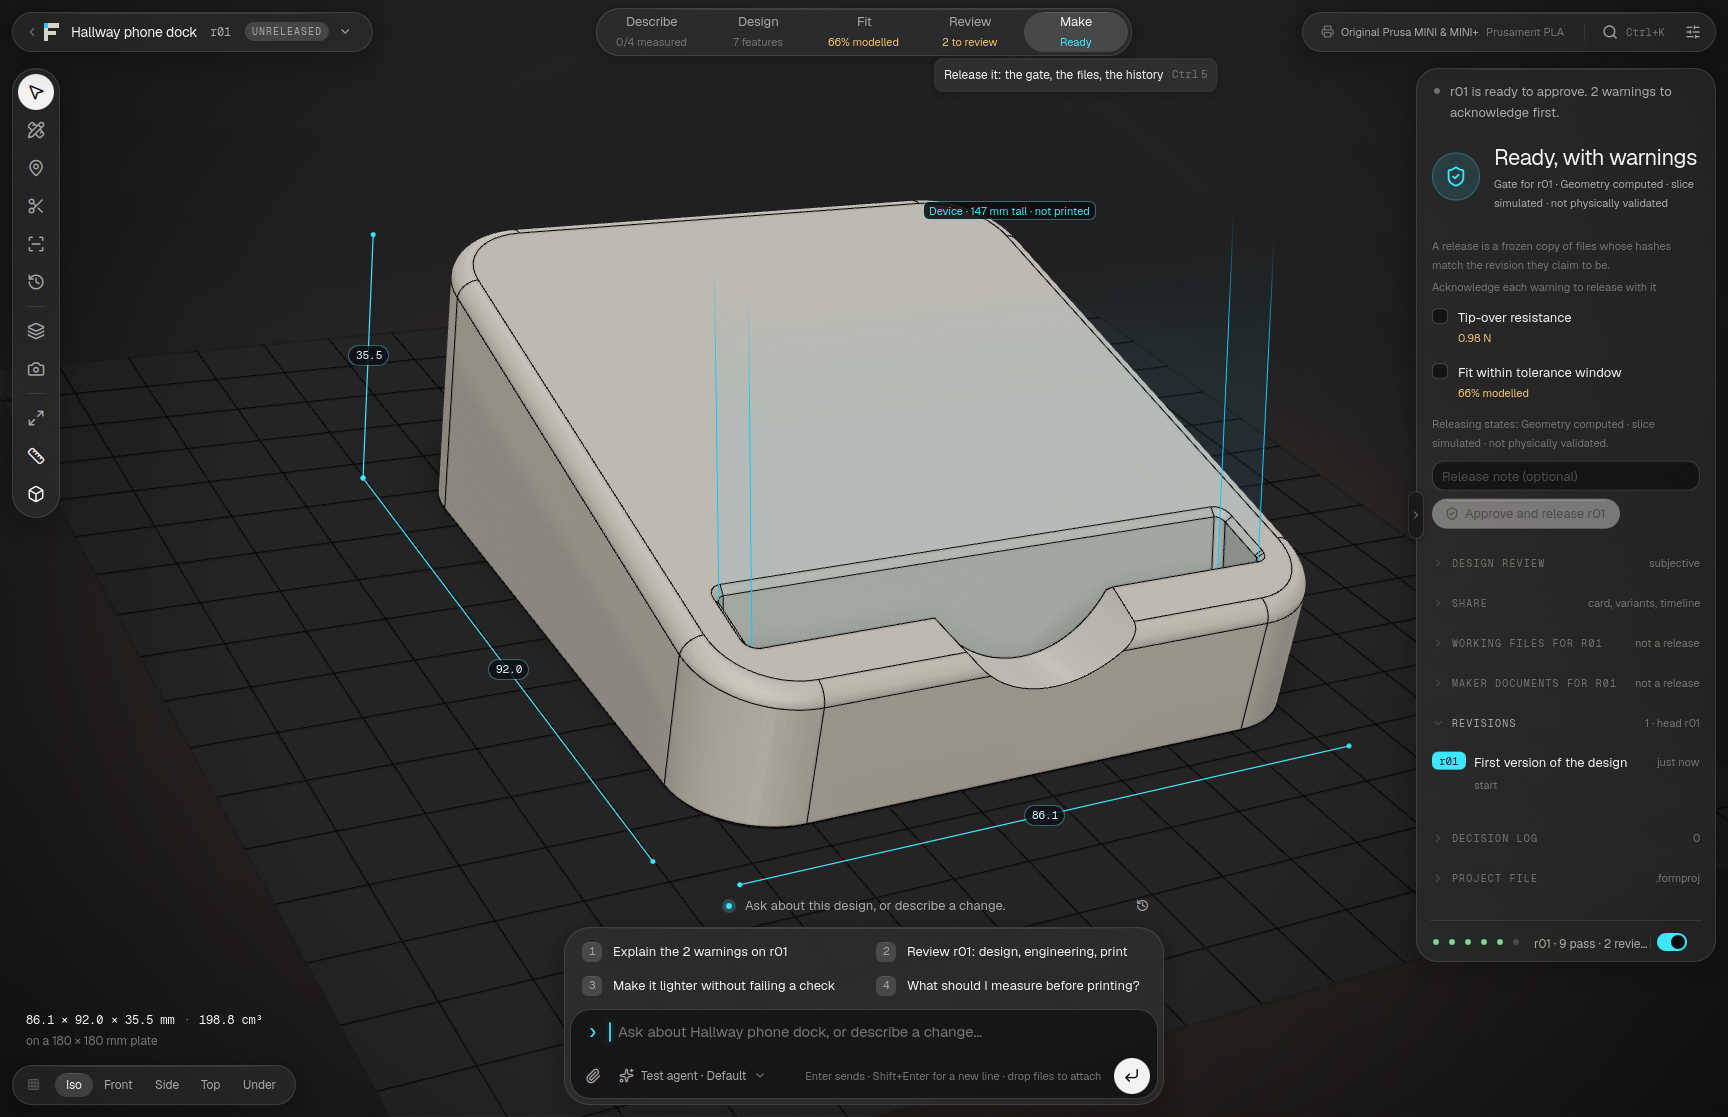 Hallway phone dock r01 UNRELEASED
Describe
0/4 measured
Design
7 features
Fit
66% modelled
Review
2 to review
Make
Ready
Original Prusa MINI & MINI+ Prusament PLA
Ctrl+K
Release it: the gate, the files, the history Ctrl 5
r01 is ready to approve. 2 warnings to
acknowledge first.
Ready, with warnings
Gate for r01 · Geometry computed · slice
simulated · not physically validated
A release is a frozen copy of files whose hashes
match the revision they claim to be.
Acknowledge each warning to release with it
Tip-over resistance
0.98 N
Fit within tolerance window
66% modelled
Releasing states: Geometry computed · slice
simulated · not physically validated.
Release note (optional)
Approve and release r01
DESIGN REVIEW subjective
SHARE card, variants, timeline
WORKING FILES FOR R01 not a release
MAKER DOCUMENTS FOR R01 not a release
REVISIONS 1 · head r01
r01 First version of the design just now
start
DECISION LOG 0
PROJECT FILE .formproj
r01 · 9 pass · 2 revie…
Device · 147 mm tall · not printed
35.5
92.0
86.1
Ask about this design, or describe a change.
1 Explain the 2 warnings on r01
2 Review r01: design, engineering, print
3 Make it lighter without failing a check
4 What should I measure before printing?
Ask about Hallway phone dock, or describe a change…
Test agent · Default
Enter sends · Shift+Enter for a new line · drop files to attach
86.1 × 92.0 × 35.5 mm · 198.8 cm³
on a 180 × 180 mm plate
Iso Front Side Top Under